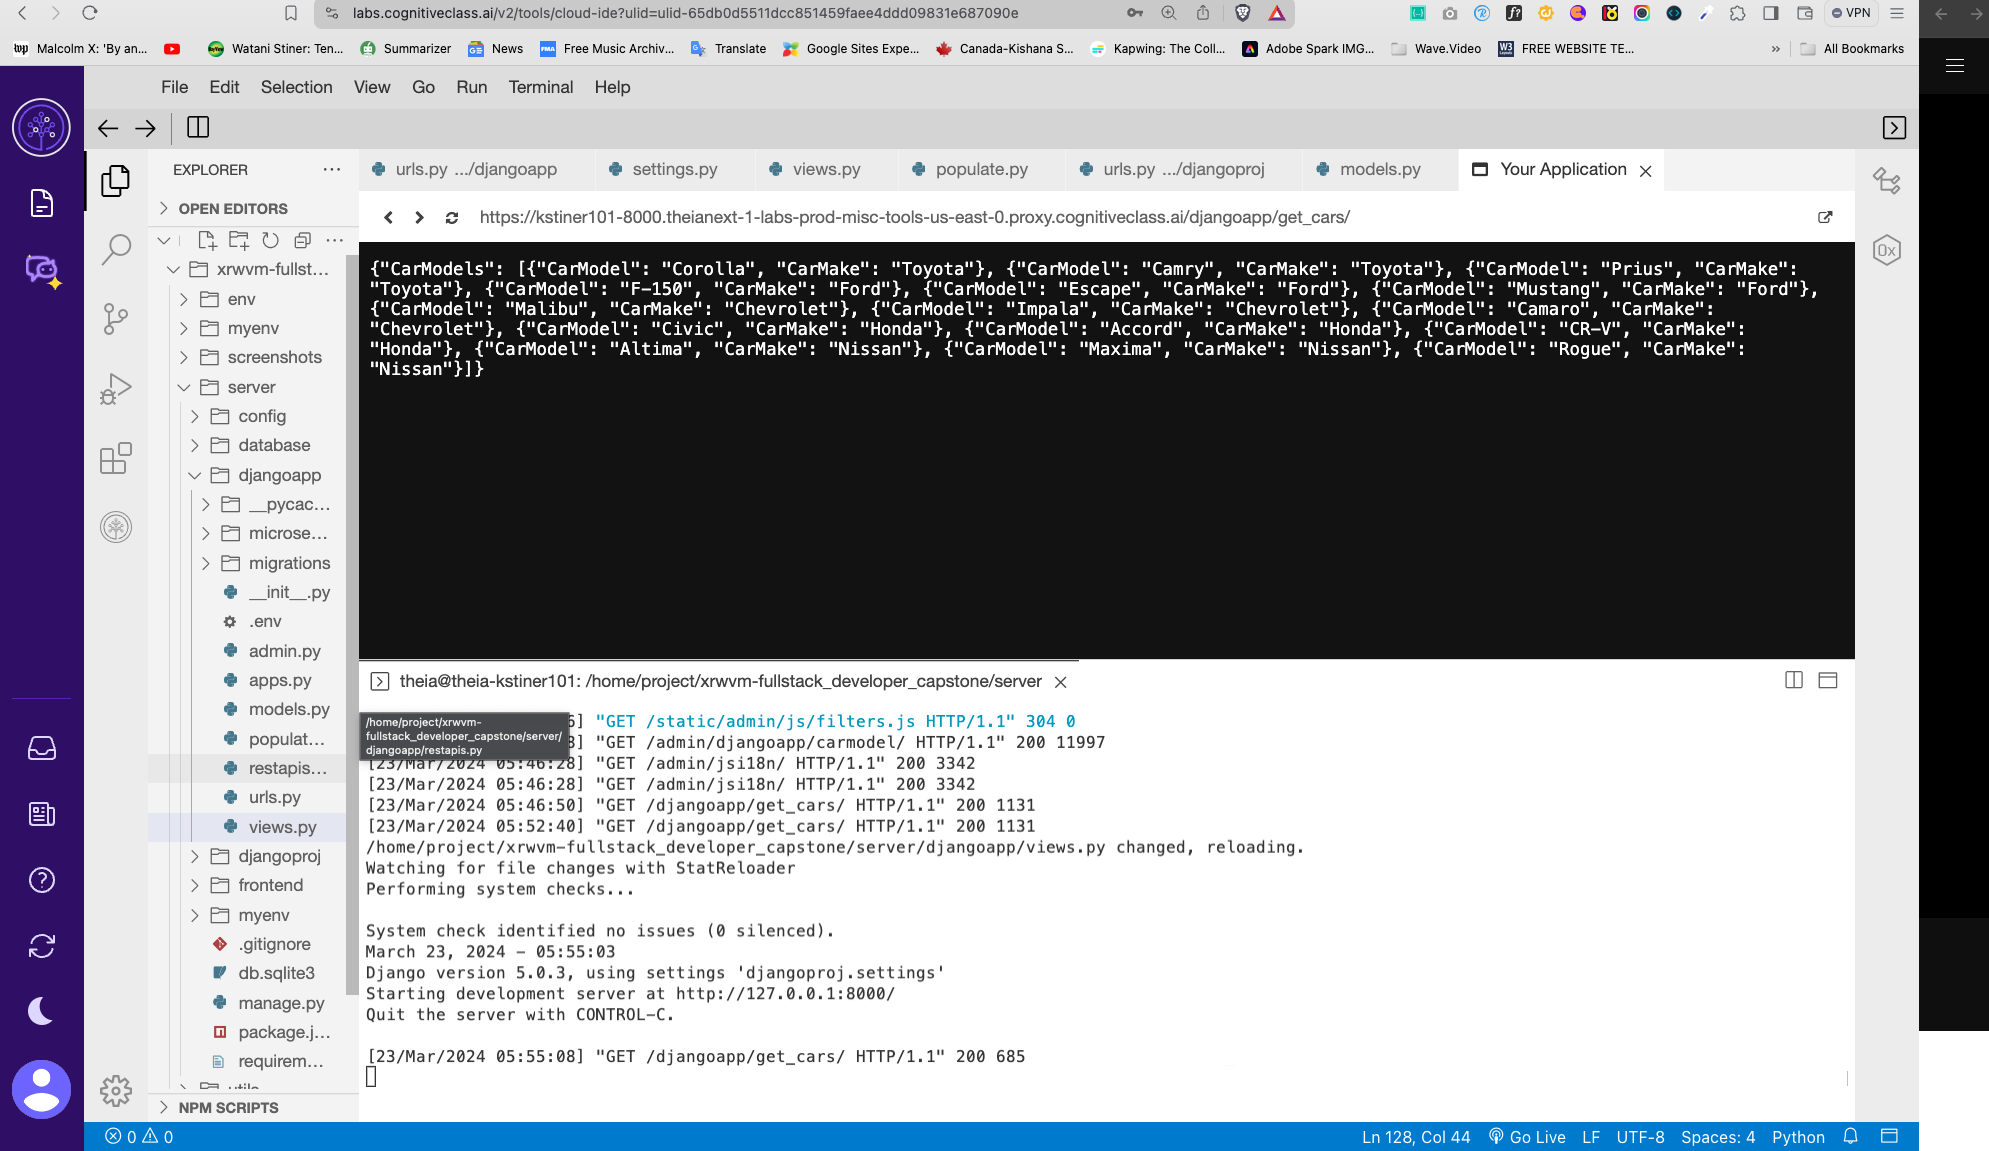 labs.cognitiveclass.ai/v2/tools/cloud-ide?ulid=ulid-65db0d5511dcc851459faee4ddd09831e687090e
VPN
Malcolm X: 'By an...
Watani Stiner: Ten...
Summarizer
News
Free Music Archiv...
Translate
Google Sites Expe...
Canada-Kishana S...
Kapwing: The Coll...
Adobe Spark IMG...
Wave.Video
FREE WEBSITE TE...
»
All Bookmarks
File Edit Selection View Go Run Terminal Help
EXPLORER ...
urls.py .../djangoapp
settings.py
views.py
populate.py
urls.py .../djangoproj
models.py
Your Application
OPEN EDITORS
https://kstiner101-8000.theianext-1-labs-prod-misc-tools-us-east-0.proxy.cognitiveclass.ai/djangoapp/get_cars/
xrwvm-fullst...
env
myenv
screenshots
server
config
database
djangoapp
__pycac...
microse...
migrations
__init__.py
.env
admin.py
apps.py
models.py
populat...
restapis...
urls.py
views.py
djangoproj
frontend
myenv
.gitignore
db.sqlite3
manage.py
package.j...
requirem...
utils
NPM SCRIPTS
{"CarModels": [{"CarModel": "Corolla", "CarMake": "Toyota"}, {"CarModel": "Camry", "CarMake": "Toyota"}, {"CarModel": "Prius", "CarMake":
"Toyota"}, {"CarModel": "F-150", "CarMake": "Ford"}, {"CarModel": "Escape", "CarMake": "Ford"}, {"CarModel": "Mustang", "CarMake": "Ford"},
{"CarModel": "Malibu", "CarMake": "Chevrolet"}, {"CarModel": "Impala", "CarMake": "Chevrolet"}, {"CarModel": "Camaro", "CarMake":
"Chevrolet"}, {"CarModel": "Civic", "CarMake": "Honda"}, {"CarModel": "Accord", "CarMake": "Honda"}, {"CarModel": "CR-V", "CarMake":
"Honda"}, {"CarModel": "Altima", "CarMake": "Nissan"}, {"CarModel": "Maxima", "CarMake": "Nissan"}, {"CarModel": "Rogue", "CarMake":
"Nissan"}]}
theia@theia-kstiner101: /home/project/xrwvm-fullstack_developer_capstone/server
/home/project/xrwvm-
fullstack_developer_capstone/server/
djangoapp/restapis.py
6] "GET /static/admin/js/filters.js HTTP/1.1" 304 0
8] "GET /admin/djangoapp/carmodel/ HTTP/1.1" 200 11997
[23/Mar/2024 05:46:28] "GET /admin/jsi18n/ HTTP/1.1" 200 3342
[23/Mar/2024 05:46:28] "GET /admin/jsi18n/ HTTP/1.1" 200 3342
[23/Mar/2024 05:46:50] "GET /djangoapp/get_cars/ HTTP/1.1" 200 1131
[23/Mar/2024 05:52:40] "GET /djangoapp/get_cars/ HTTP/1.1" 200 1131
/home/project/xrwvm-fullstack_developer_capstone/server/djangoapp/views.py changed, reloading.
Watching for file changes with StatReloader
Performing system checks...
System check identified no issues (0 silenced).
March 23, 2024 - 05:55:03
Django version 5.0.3, using settings 'djangoproj.settings'
Starting development server at http://127.0.0.1:8000/
Quit the server with CONTROL-C.
[23/Mar/2024 05:55:08] "GET /djangoapp/get_cars/ HTTP/1.1" 200 685
0 0
Ln 128, Col 44 Go Live LF UTF-8 Spaces: 4 Python